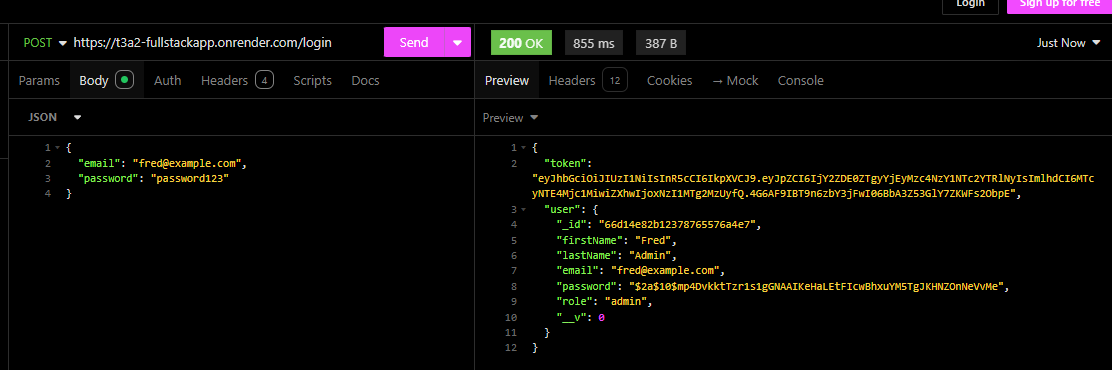 Login
Sign up for free
POST https://t3a2-fullstackapp.onrender.com/login Send 200 OK 855 ms 387 B Just Now
Params Body Auth Headers 4 Scripts Docs Preview Headers 12 Cookies → Mock Console
JSON
1 {
2 "email": "fred@example.com",
3 "password": "password123"
4 }
Preview
1 {
2 "token":
"eyJhbGciOiJIUzI1NiIsInR5cCI6IkpXVCJ9.eyJpZCI6IjY2ZDE0ZTgyYjEyMzc4NzY1NTc2YTRlNyIsImlhdCI6MTc
yNTE4Mjc1MiwiZXhwIjoxNzI1MTg2MzUyfQ.4G6AF9IBT9n6zbY3jFwI06BbA3Z53GlY7ZKWFs2ObpE",
3 "user": {
4 "_id": "66d14e82b12378765576a4e7",
5 "firstName": "Fred",
6 "lastName": "Admin",
7 "email": "fred@example.com",
8 "password": "$2a$10$mp4DvkktTzr1s1gGNAAIKeHaLEtFIcwBhxuYM5TgJKHNZOnNeVvMe",
9 "role": "admin",
10 "__v": 0
11 }
12 }